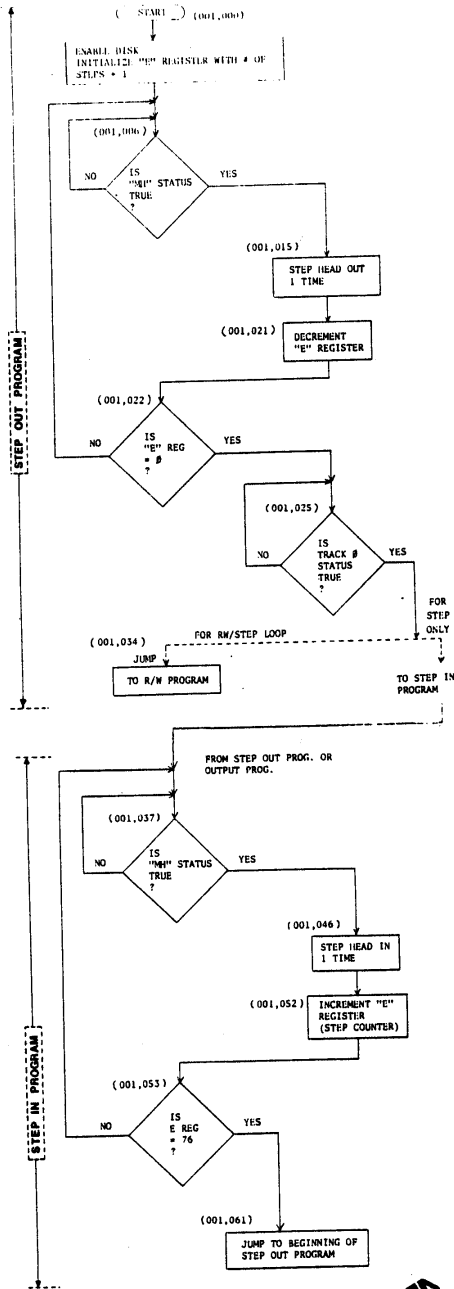 ( START ) (001,000)
ENABLE DISK
INITIALIZE "E" REGISTER WITH # OF
STEPS + 1
(001,006)
IS
"MH" STATUS
TRUE
?
NO
YES
(001,015)
STEP HEAD OUT
1 TIME
(001,021)
DECREMENT
"E" REGISTER
(001,022)
IS
"E" REG
= Ø
?
NO
YES
(001,025)
IS
TRACK Ø
STATUS
TRUE
?
NO
YES
FOR
STEP
ONLY
FOR RW/STEP LOOP
(001,034)
JUMP
TO R/W PROGRAM
TO STEP IN
PROGRAM
STEP OUT PROGRAM
FROM STEP OUT PROG. OR
OUTPUT PROG.
(001,037)
IS
"MH" STATUS
TRUE
?
NO
YES
(001,046)
STEP HEAD IN
1 TIME
(001,052)
INCREMENT "E"
REGISTER
(STEP COUNTER)
(001,053)
IS
E REG
= 76
?
NO
YES
(001,061)
JUMP TO BEGINNING OF
STEP OUT PROGRAM
STEP IN PROGRAM